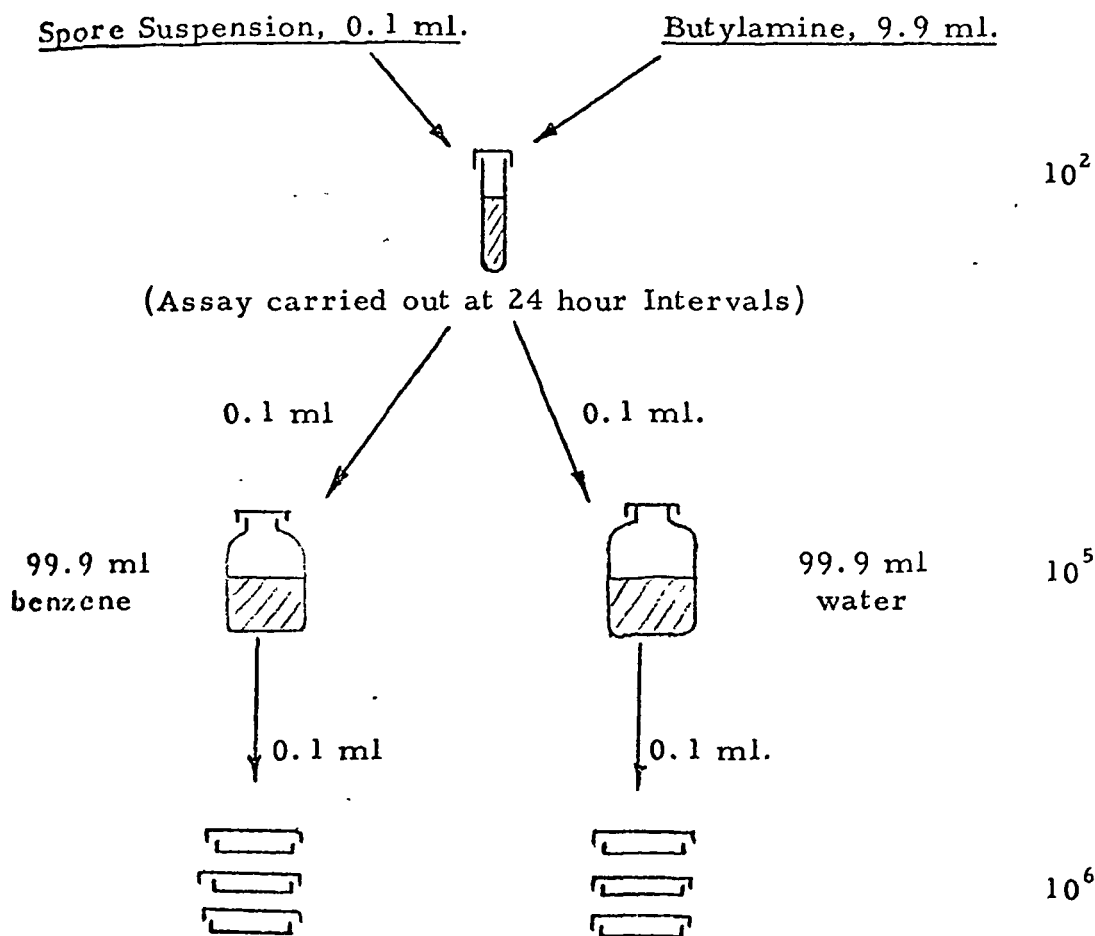 Spore Suspension, 0.1 ml.
Butylamine, 9.9 ml.
10²
(Assay carried out at 24 hour Intervals)
0.1 ml
0.1 ml.
99.9 ml
benzene
99.9 ml
water
10⁵
0.1 ml
0.1 ml.
10⁶